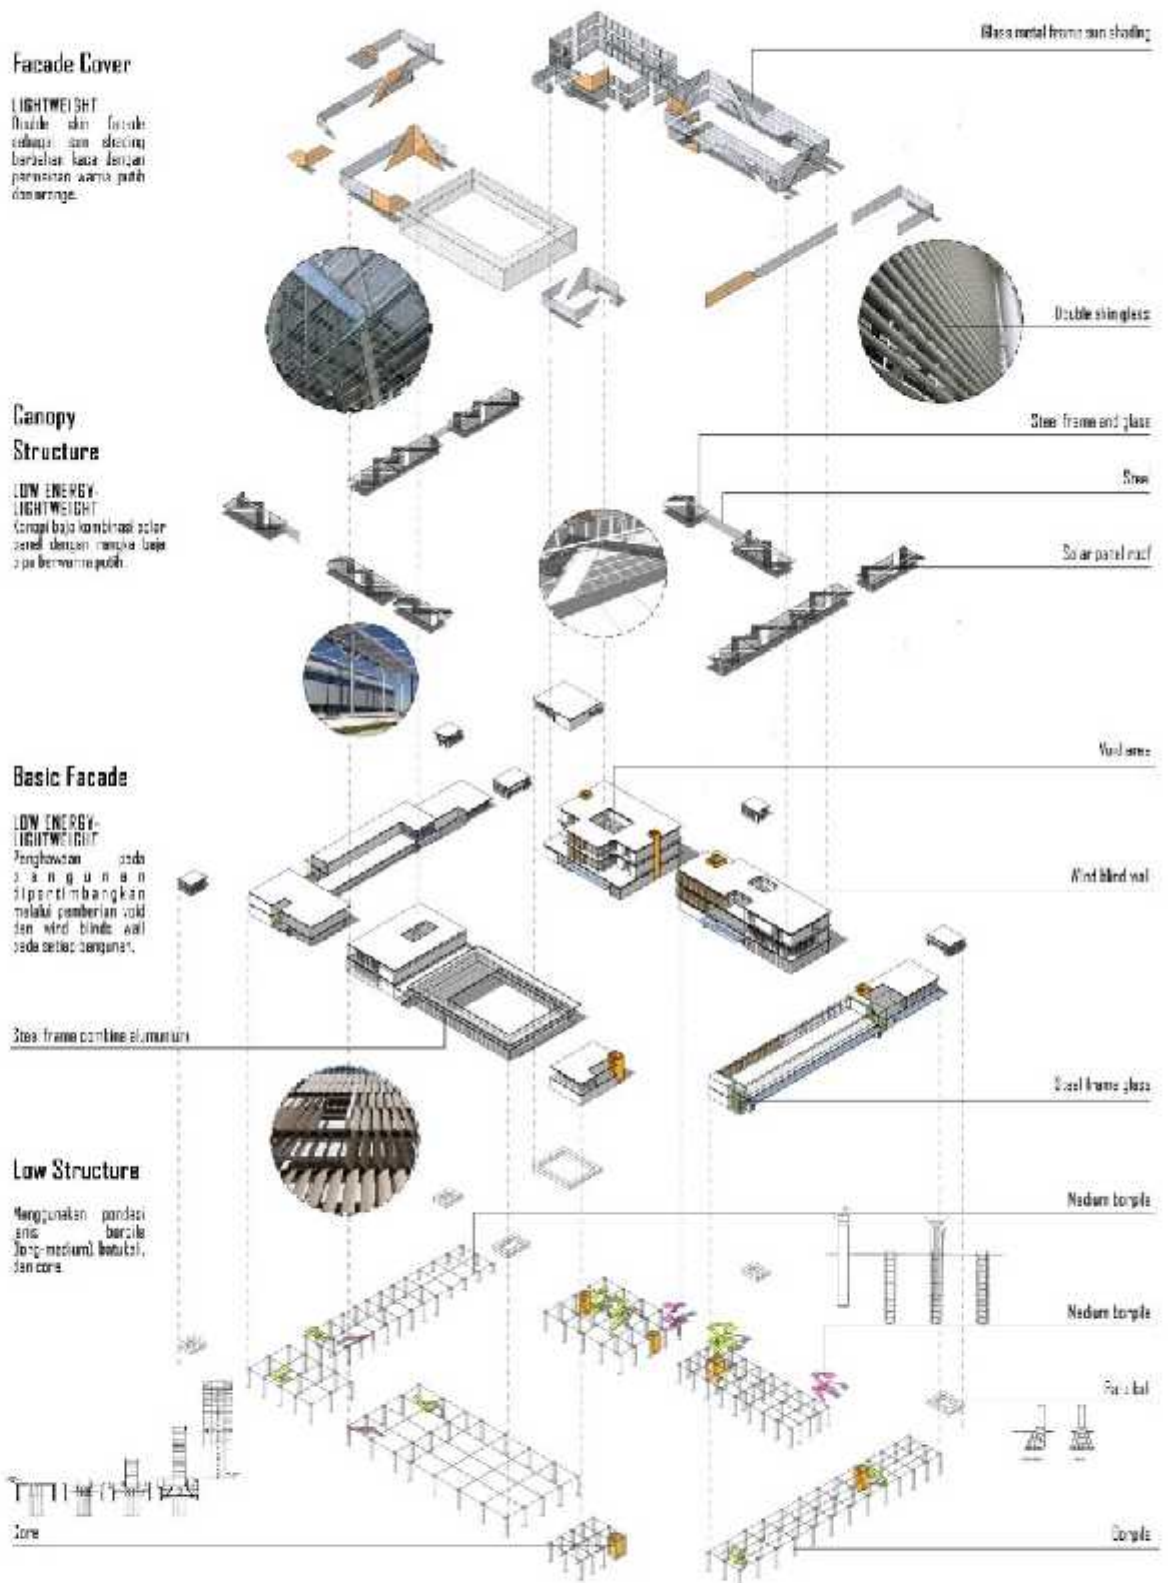 Glass metal frame sun shading
Facade Cover
LIGHTWEIGHT
Double skin facade
sebagai sun shading
berbahan kaca dengan
permainan warna putih
dan orange.
Double skin glass
Canopy
Structure
Steel frame and glass
LOW ENERGY-
LIGHTWEIGHT
Kanopi baja kombinasi solar
panel dengan rangka baja
pipa berwarna putih.
Steel
Solar panel roof
Void area
Basic Facade
LOW ENERGY-
LIGHTWEIGHT
Penghawaan pada
bangunan
dipertimbangkan
melalui pemberian void
dan wind blinds wall
pada setiap bangunan.
Wind blind wall
Steel frame combine alumunium
Steel frame glass
Low Structure
Menggunakan pondasi
jenis borpile
(long-medium), batukali,
dan core.
Medium borpile
Medium borpile
Core
Borpile